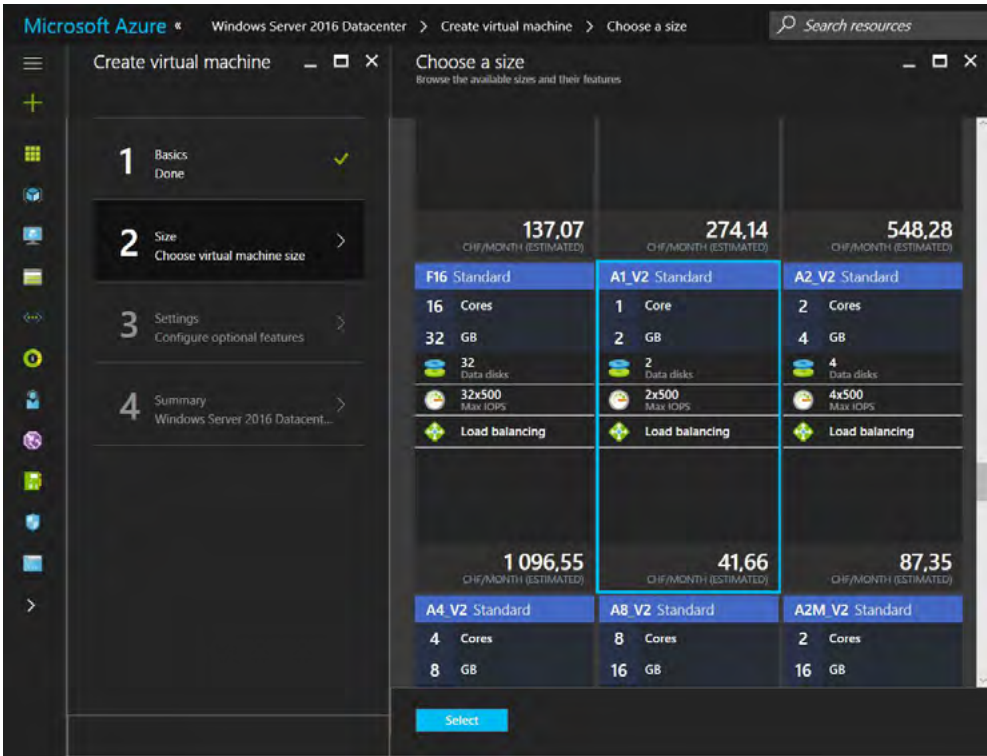 Microsoft Azure «
Windows Server 2016 Datacenter > Create virtual machine > Choose a size
Search resources
Create virtual machine
1
Basics
Done
2
Size
Choose virtual machine size
3
Settings
Configure optional features
4
Summary
Windows Server 2016 Datacent...
Choose a size
Browse the available sizes and their features
137,07
CHF/MONTH (ESTIMATED)
274,14
CHF/MONTH (ESTIMATED)
548,28
CHF/MONTH (ESTIMATED)
F16 Standard
16 Cores
32 GB
32
Data disks
32x500
Max IOPS
Load balancing
1 096,55
CHF/MONTH (ESTIMATED)
A1_V2 Standard
1 Core
2 GB
2
Data disks
2x500
Max IOPS
Load balancing
41,66
CHF/MONTH (ESTIMATED)
A2_V2 Standard
2 Cores
4 GB
4
Data disks
4x500
Max IOPS
Load balancing
87,35
CHF/MONTH (ESTIMATED)
A4_V2 Standard
4 Cores
8 GB
A8_V2 Standard
8 Cores
16 GB
A2M_V2 Standard
2 Cores
16 GB
Select